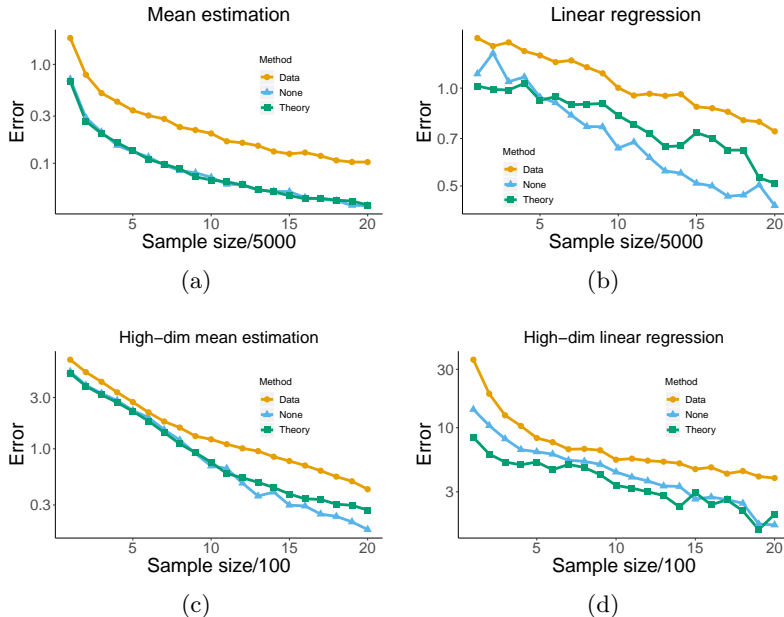 Mean estimation
Error
1.0
0.3
0.1
Method
Data
None
Theory
5
10
15
20
Sample size/5000
(a)
Linear regression
Error
1.0
0.7
0.5
Method
Data
None
Theory
5
10
15
20
Sample size/5000
(b)
High−dim mean estimation
Error
3.0
1.0
0.3
Method
Data
None
Theory
5
10
15
20
Sample size/100
(c)
High−dim linear regression
Error
30
10
3
Method
Data
None
Theory
5
10
15
20
Sample size/100
(d)